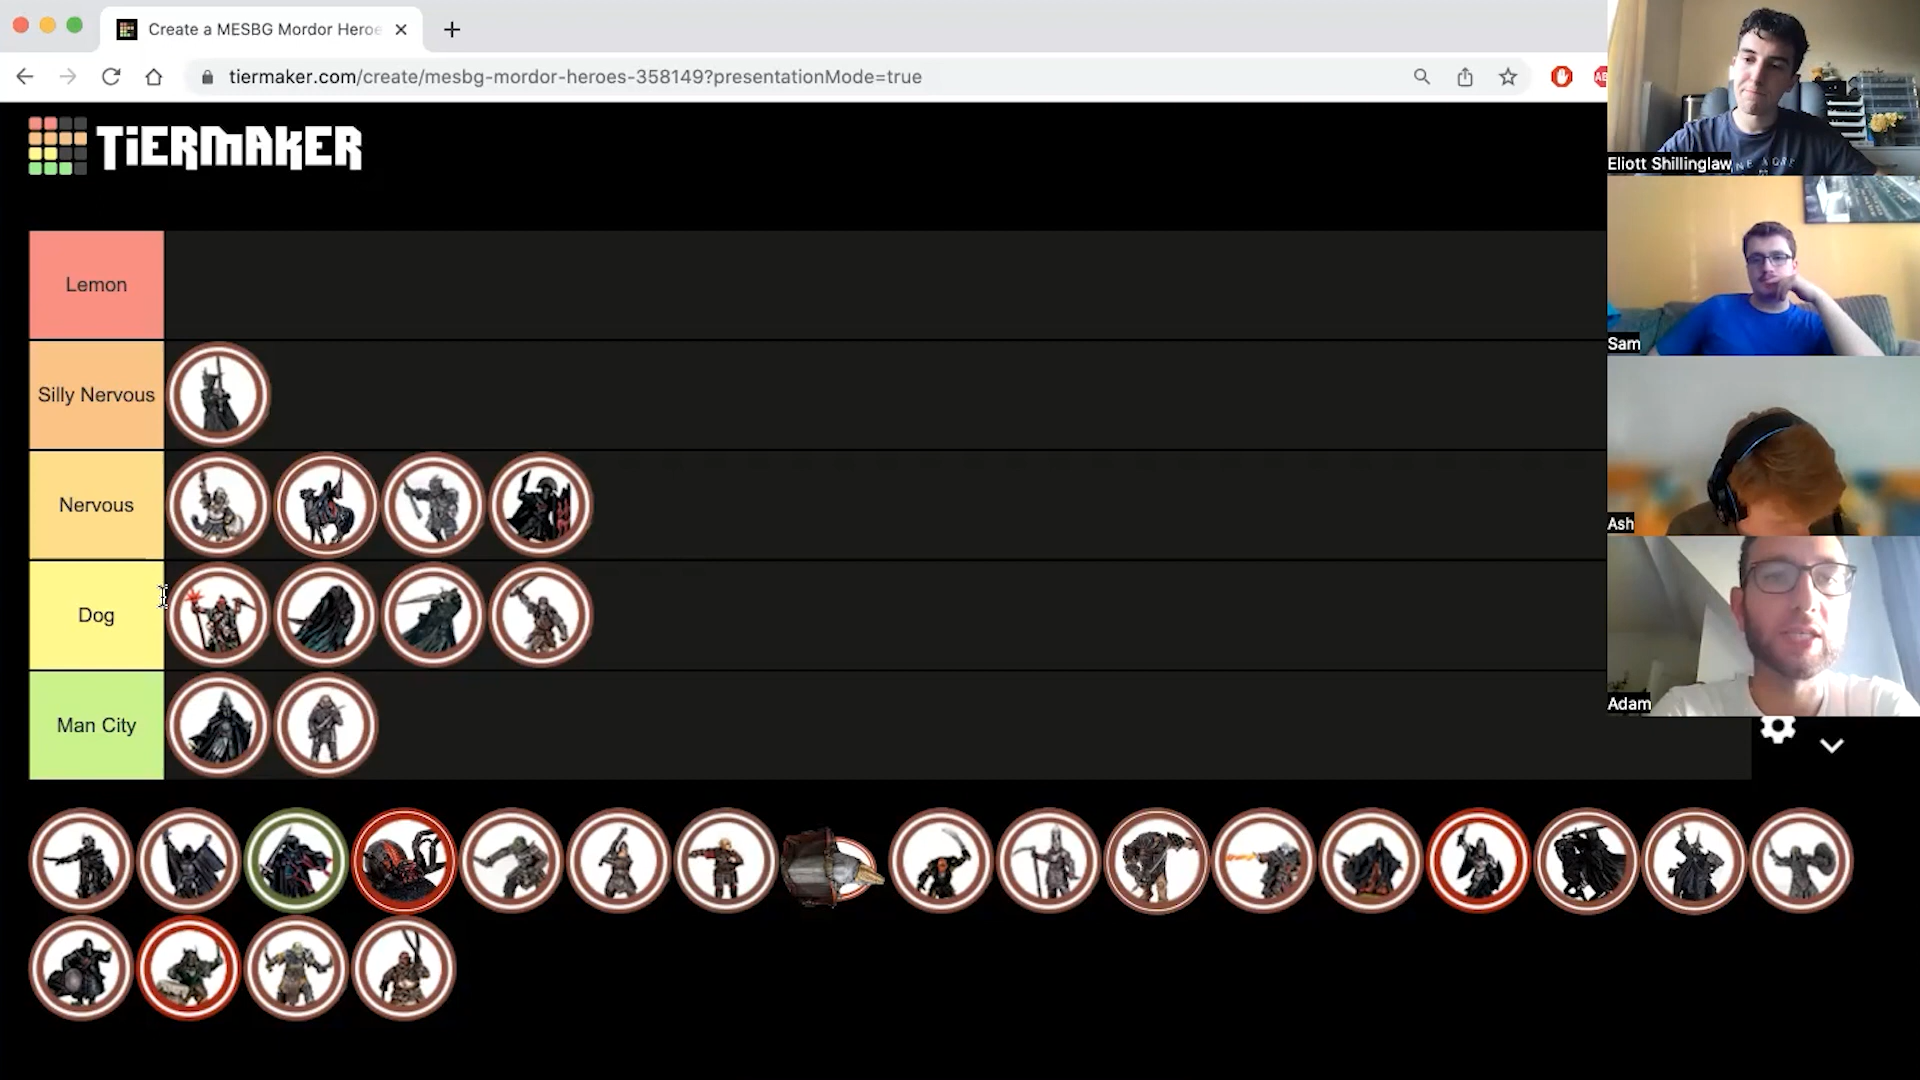 Create a MESBG Mordor Heroe
tiermaker.com/create/mesbg-mordor-heroes-358149?presentationMode=true
TiERMAKER
Lemon
Silly Nervous
Nervous
Dog
Man City
Eliott Shillinglaw
Sam
Ash
Adam